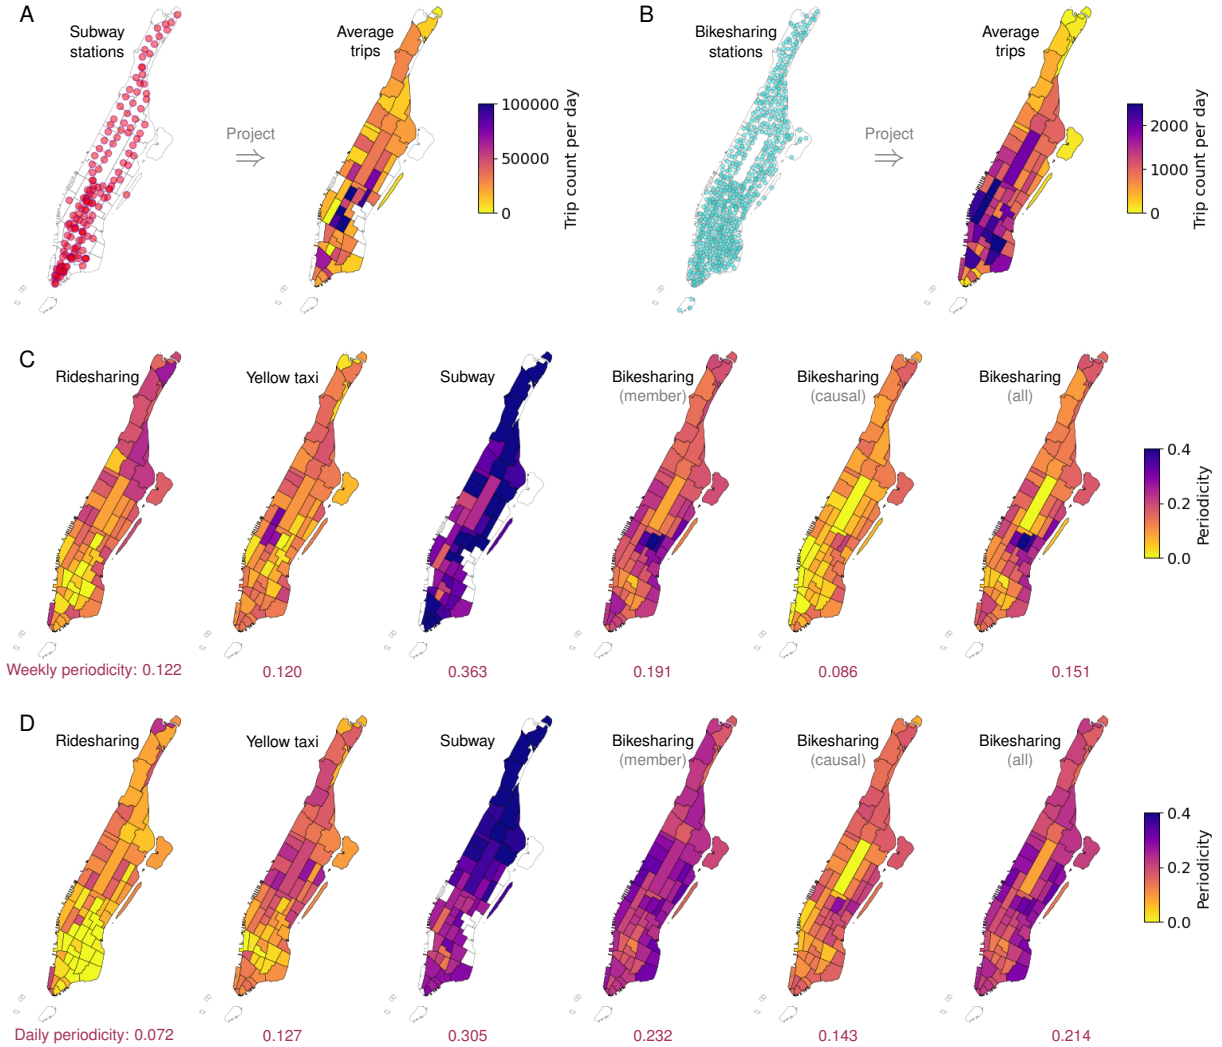 A
Subway
stations
Project
⇒
Average
trips
100000
50000
0
Trip count per day
B
Bikesharing
stations
Project
⇒
Average
trips
2000
1000
0
Trip count per day
C
Ridesharing
Yellow taxi
Subway
Bikesharing
(member)
Bikesharing
(causal)
Bikesharing
(all)
0.4
0.2
0.0
Periodicity
Weekly periodicity: 0.122
0.120
0.363
0.191
0.086
0.151
D
Ridesharing
Yellow taxi
Subway
Bikesharing
(member)
Bikesharing
(causal)
Bikesharing
(all)
0.4
0.2
0.0
Periodicity
Daily periodicity: 0.072
0.127
0.305
0.232
0.143
0.214